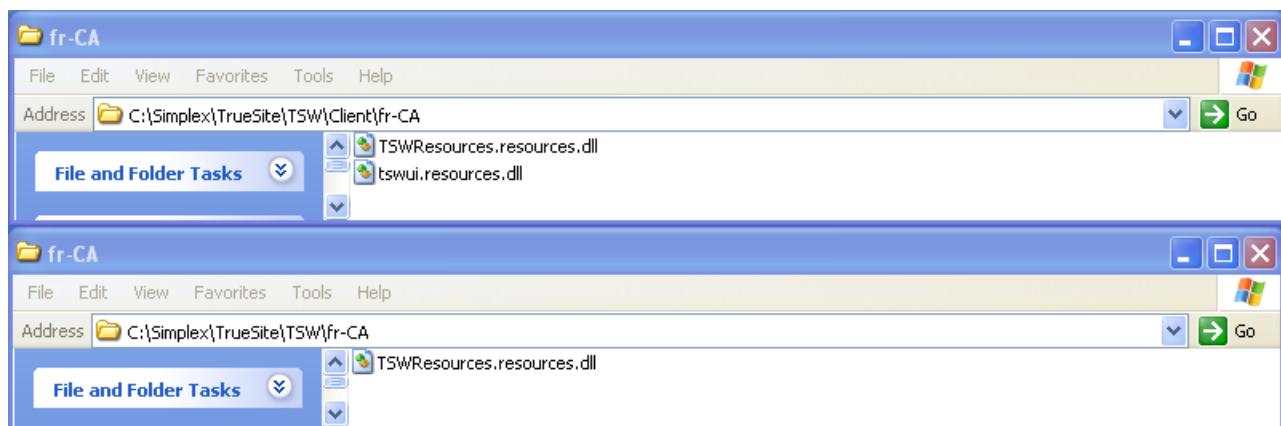 fr-CA
File Edit View Favorites Tools Help
Address C:\Simplex\TrueSite\TSW\Client\fr-CA Go
TSWResources.resources.dll
File and Folder Tasks tswui.resources.dll
fr-CA
File Edit View Favorites Tools Help
Address C:\Simplex\TrueSite\TSW\fr-CA Go
TSWResources.resources.dll
File and Folder Tasks